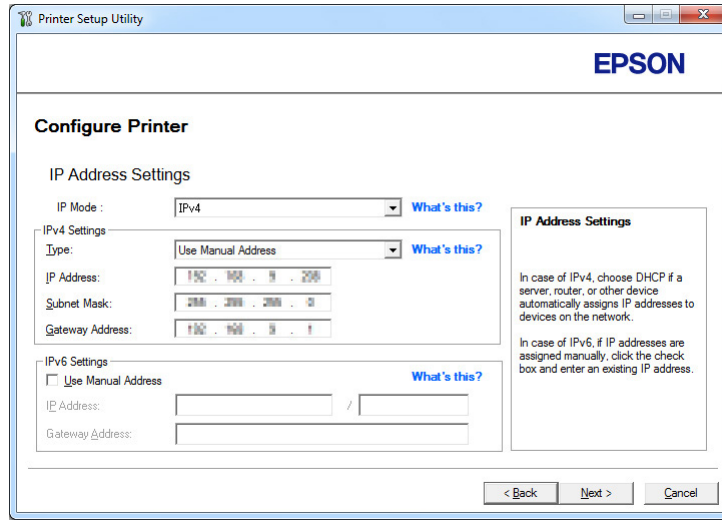 Printer Setup Utility
EPSON
Configure Printer
IP Address Settings
IP Mode : IPv4 What's this?
IPv4 Settings
Type: Use Manual Address What's this?
IP Address:
Subnet Mask:
Gateway Address:
IPv6 Settings
Use Manual Address What's this?
IP Address: /
Gateway Address:
IP Address Settings
In case of IPv4, choose DHCP if a
server, router, or other device
automatically assigns IP addresses to
devices on the network.
In case of IPv6, if IP addresses are
assigned manually, click the check
box and enter an existing IP address.
< Back Next > Cancel